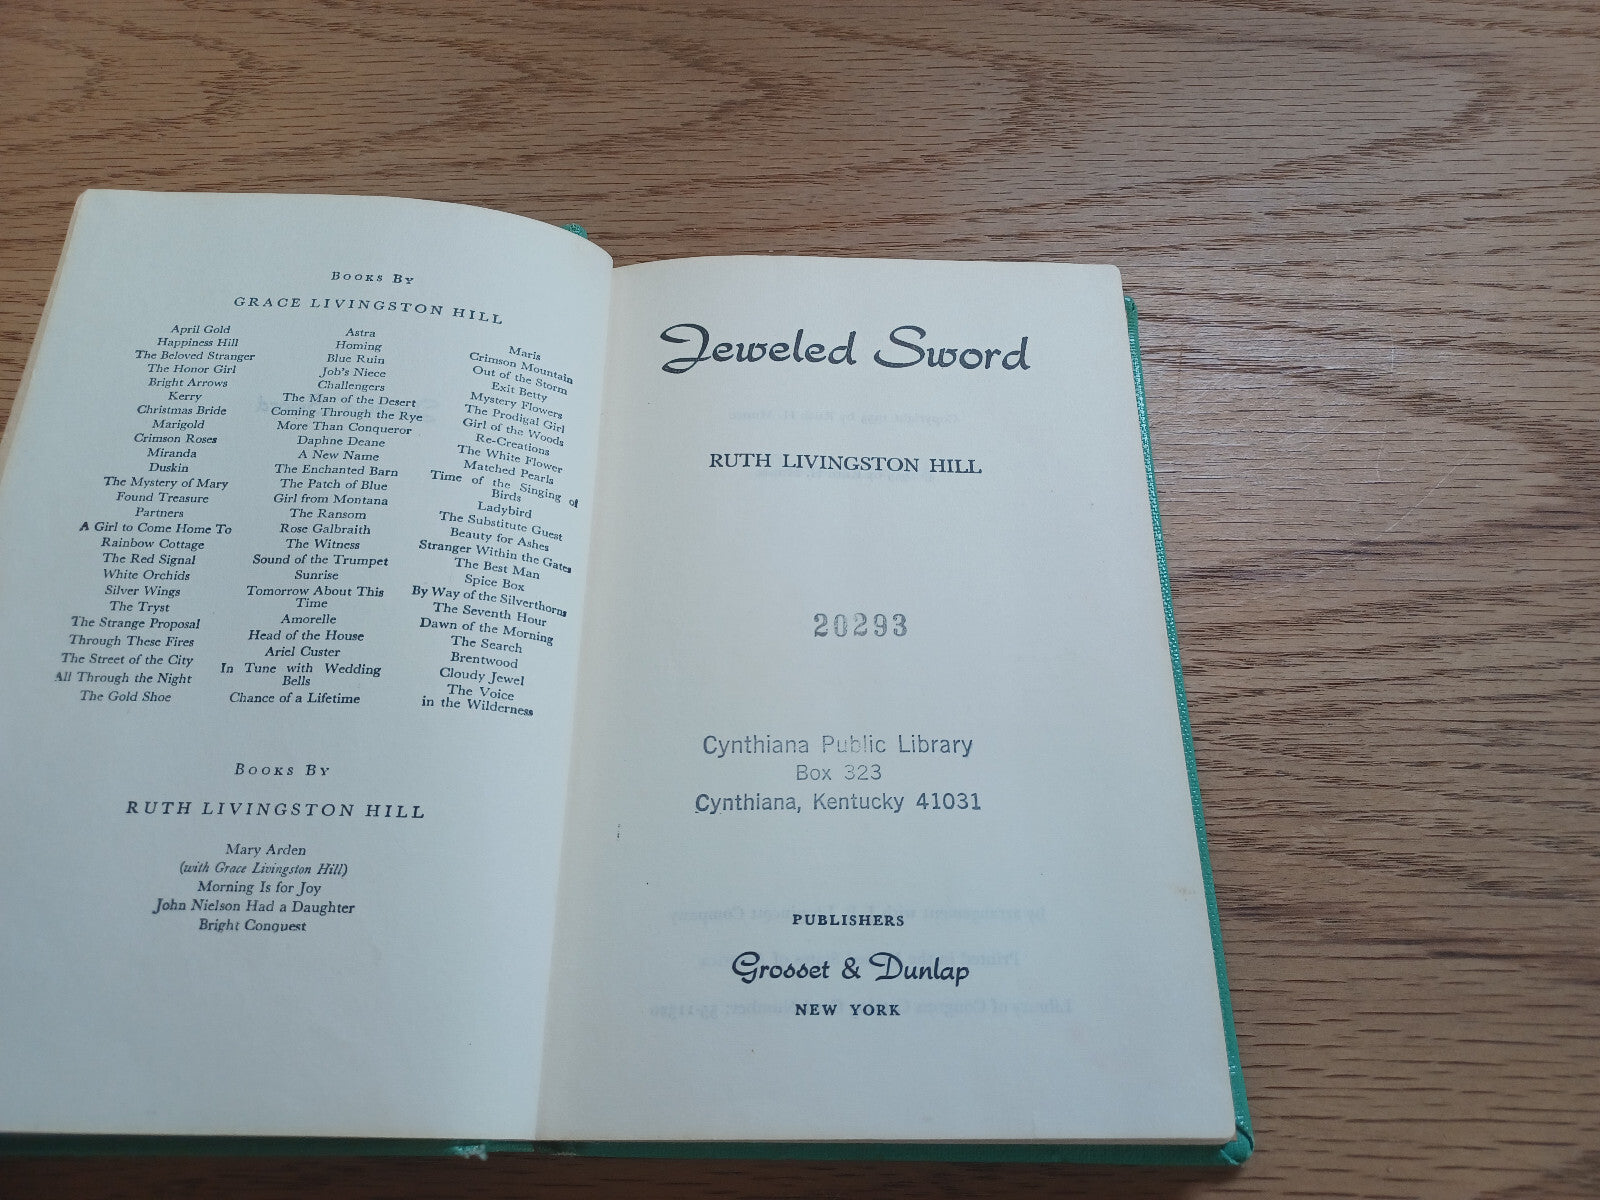 BOOKS BY
GRACE LIVINGSTON HILL
April Gold
Happiness Hill
The Beloved Stranger
The Honor Girl
Bright Arrows
Kerry
Christmas Bride
Marigold
Crimson Roses
Miranda
Duskin
The Mystery of Mary
Found Treasure
Partners
A Girl to Come Home To
Rainbow Cottage
The Red Signal
White Orchids
Silver Wings
The Tryst
The Strange Proposal
Through These Fires
The Street of the City
All Through the Night
The Gold Shoe
Astra
Homing
Blue Ruin
Job's Niece
Challengers
The Man of the Desert
Coming Through the Rye
More Than Conqueror
Daphne Deane
A New Name
The Enchanted Barn
The Patch of Blue
Girl from Montana
The Ransom
Rose Galbraith
The Witness
Sound of the Trumpet
Sunrise
Tomorrow About This
Time
Amorelle
Head of the House
Ariel Custer
In Tune with Wedding
Bells
Chance of a Lifetime
Maris
Crimson Mountain
Out of the Storm
Exit Betty
Mystery Flowers
The Prodigal Girl
Girl of the Woods
Re-Creations
The White Flower
Matched Pearls
Time of the Singing of
Birds
Ladybird
The Substitute Guest
Beauty for Ashes
Stranger Within the Gates
The Best Man
Spice Box
By Way of the Silverthorns
The Seventh Hour
Dawn of the Morning
The Search
Brentwood
Cloudy Jewel
The Voice
in the Wilderness
BOOKS BY
RUTH LIVINGSTON HILL
Mary Arden
(with Grace Livingston Hill)
Morning Is for Joy
John Nielson Had a Daughter
Bright Conquest
Jeweled Sword
RUTH LIVINGSTON HILL
20293
Cynthiana Public Library
Box 323
Cynthiana, Kentucky 41031
PUBLISHERS
Grosset & Dunlap
NEW YORK